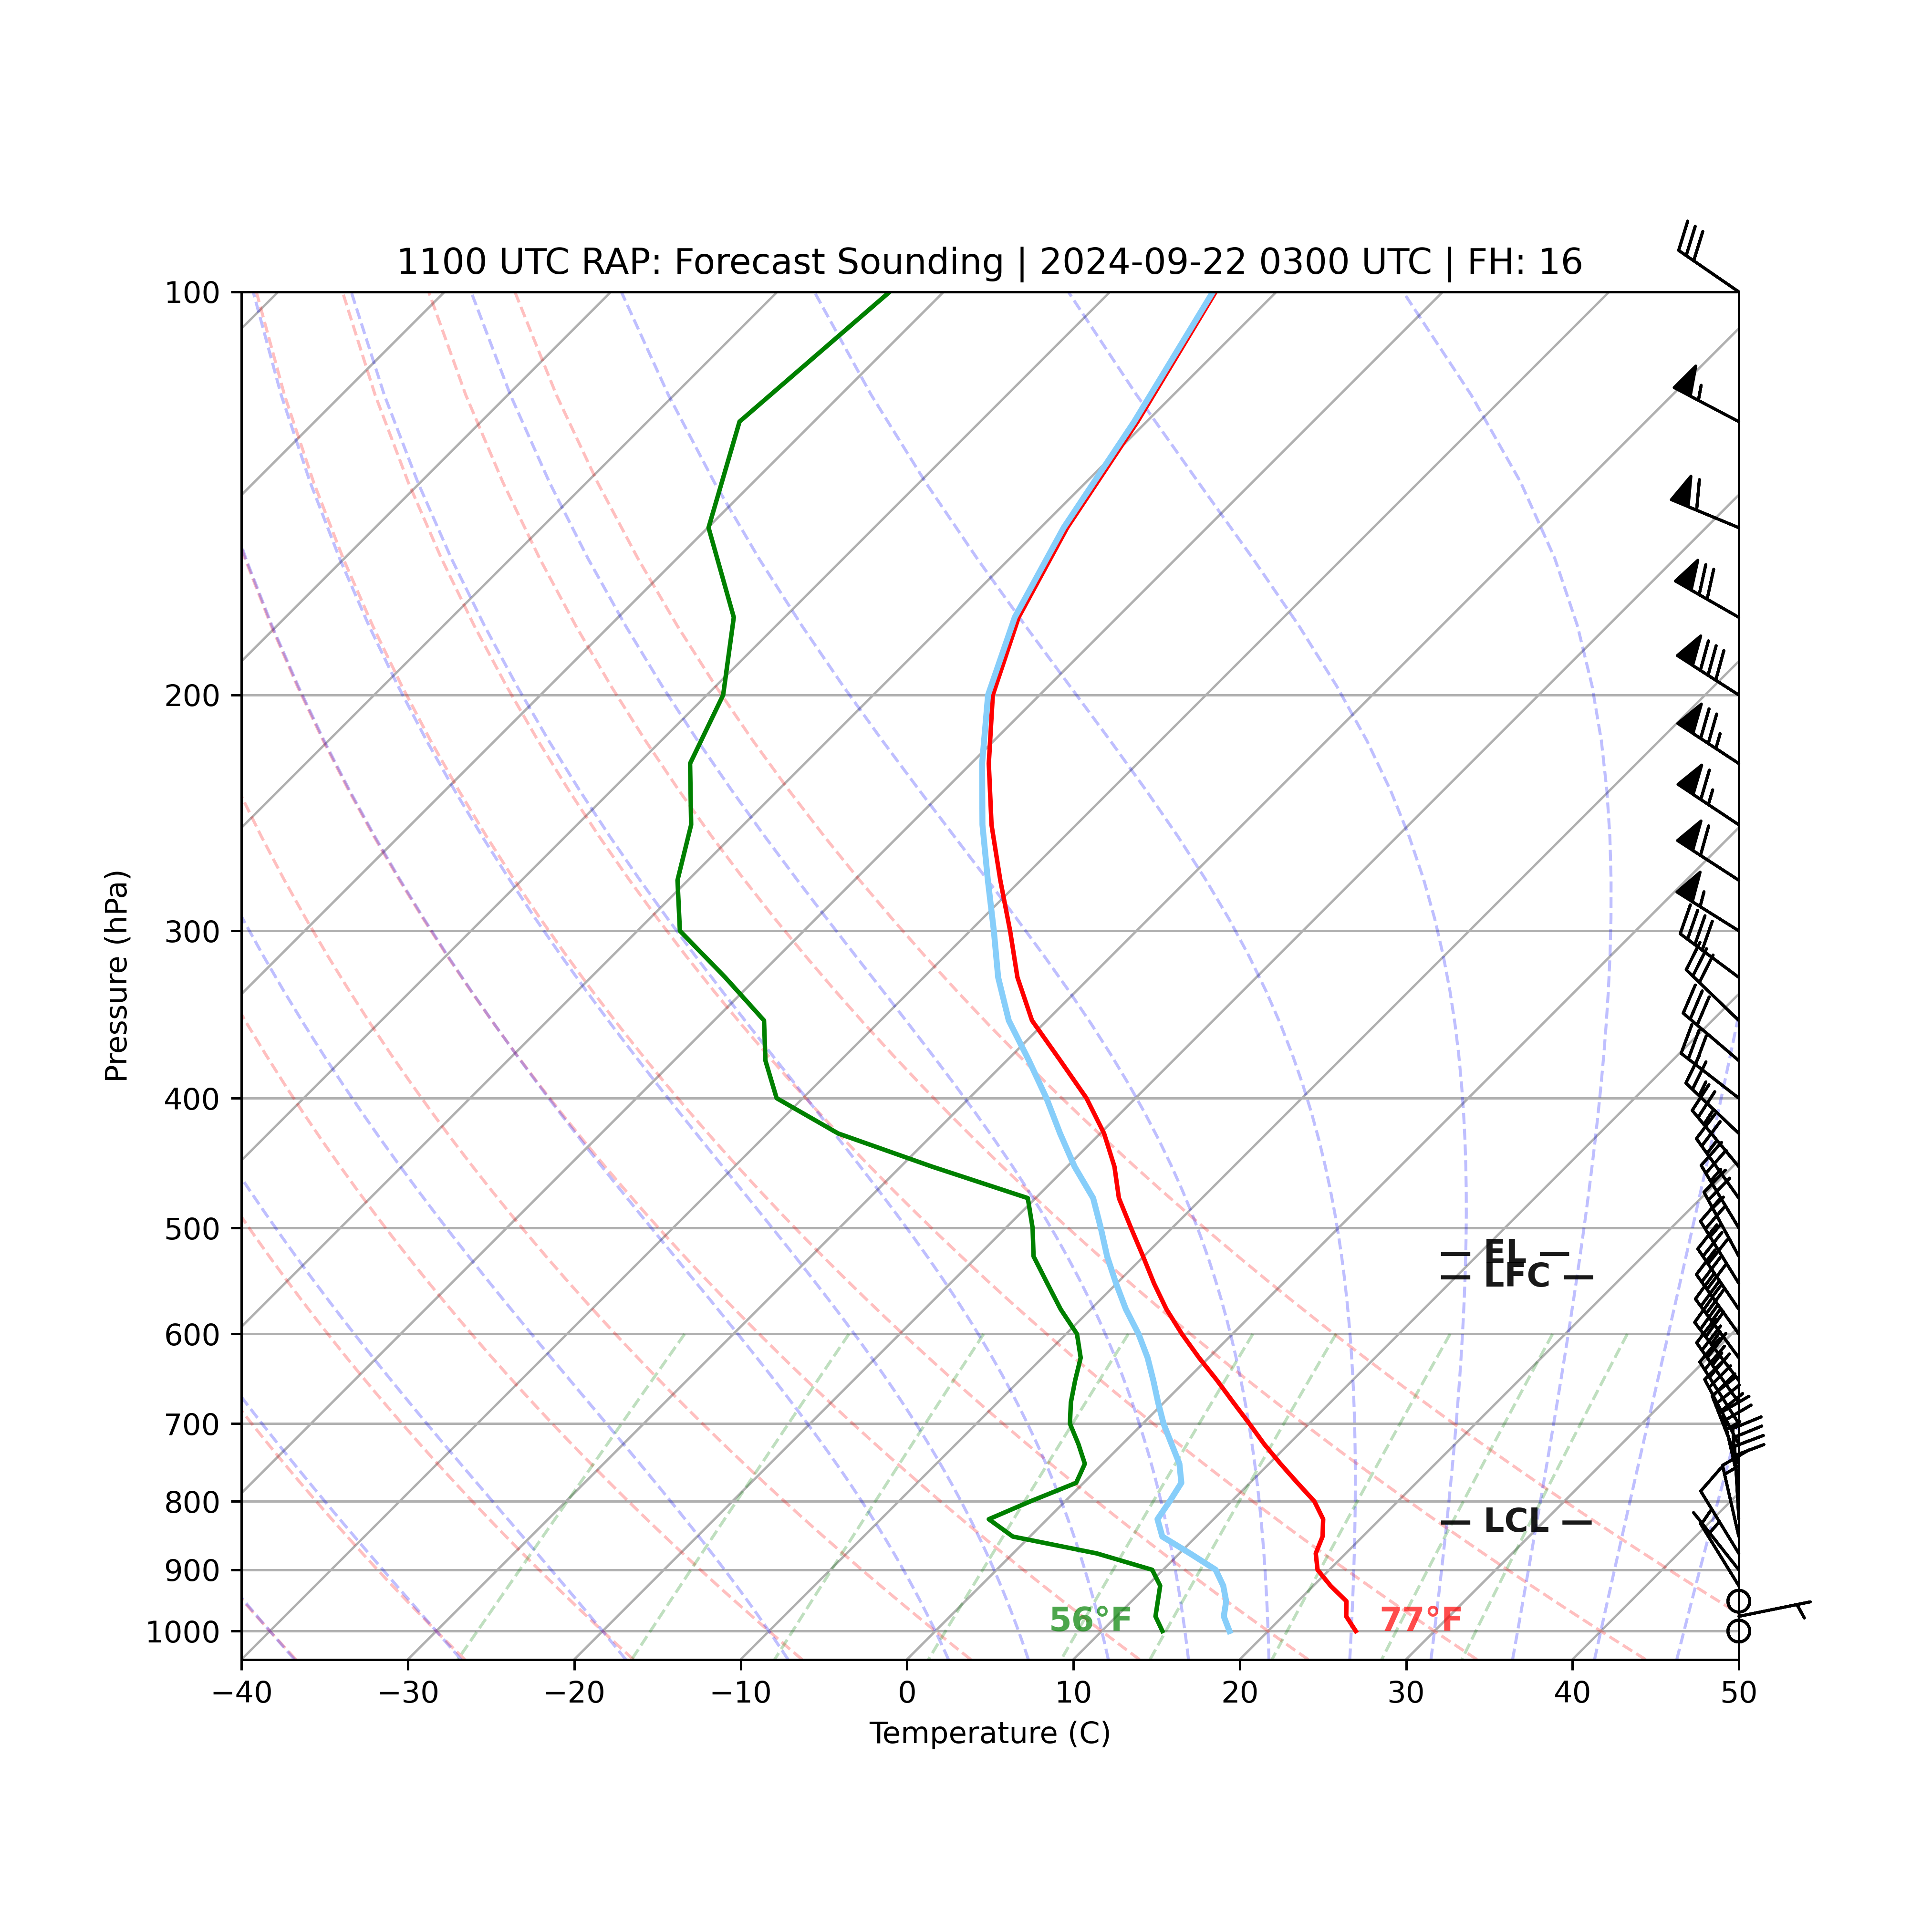 1100 UTC RAP: Forecast Sounding | 2024-09-22 0300 UTC | FH: 16
100
200
300
400
500
600
700
800
900
1000
Pressure (hPa)
— EL —
— LFC —
— LCL —
56°F
77°F
−40
−30
−20
−10
0
10
20
30
40
50
Temperature (C)